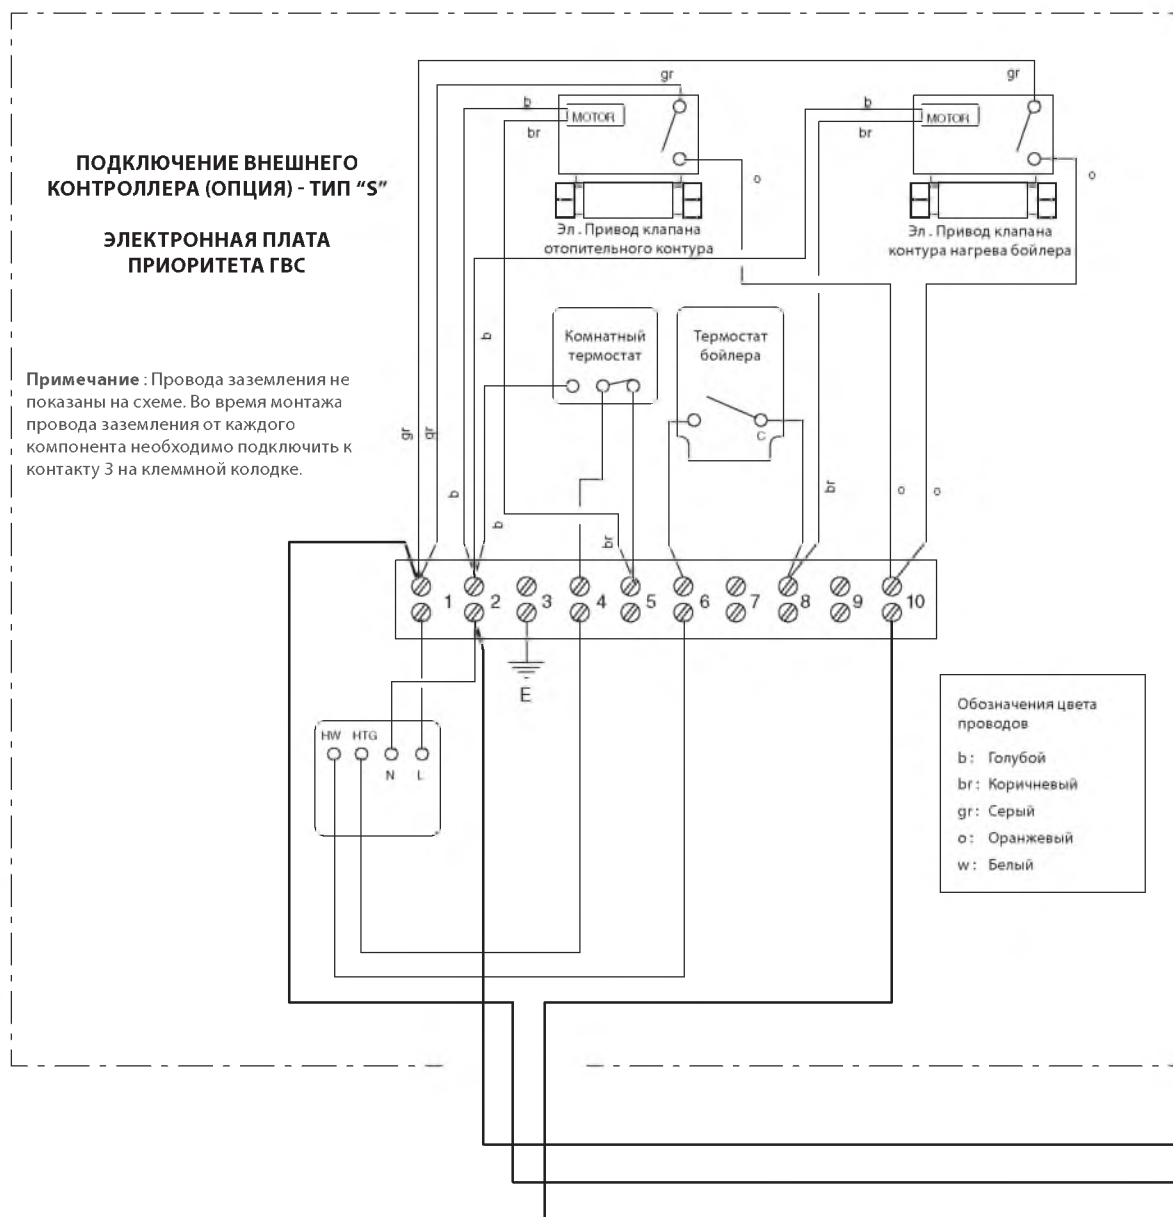 gr
gr
b
MOTOR
br
b
MOTOR
br
ПОДКЛЮЧЕНИЕ ВНЕШНЕГО
КОНТРОЛЛЕРА (ОПЦИЯ) - ТИП “S”
o
o
ЭЛЕКТРОННАЯ ПЛАТА
ПРИОРИТЕТА ГВС
Эл . Привод клапана
отопительного контура
Эл . Привод клапана
контура нагрева бойлера
b
Комнатный
термостат
Термостат
бойлера
C
Примечание : Провода заземления не
показаны на схеме. Во время монтажа
провода заземления от каждого
компонента необходимо подключить к
контакту 3 на клеммной колодке.
gr
gr
b
b
br
br
o
o
1
2
3
4
5
6
7
8
9
10
E
HW
HTG
N
L
Обозначения цвета
проводов
b : Голубой
br : Коричневый
gr : Серый
o : Оранжевый
w : Белый